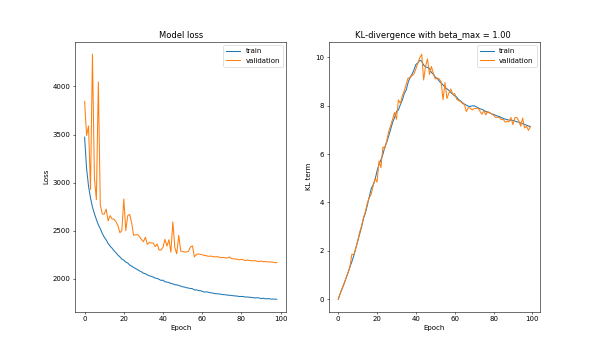 Model loss
train
validation
4000
3500
3000
2500
2000
Loss
0 20 40 60 80 100
Epoch
KL-divergence with beta_max = 1.00
train
validation
10
8
6
4
2
0
KL term
0 20 40 60 80 100
Epoch